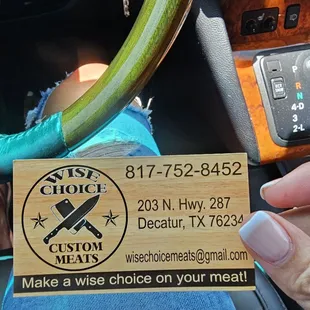 WISE
CHOICE
CUSTOM
MEATS
817-752-8452
203 N. Hwy. 287
Decatur, TX 76234
wisechoicemeats@gmail
Make a wise choice on your meat!
R
N
4-D
3
2-L